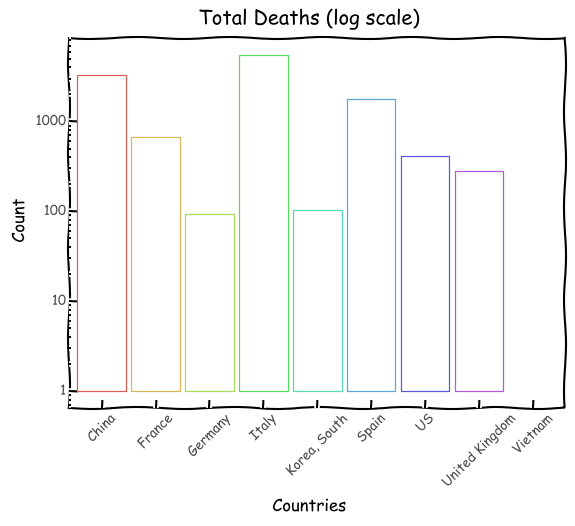 Total Deaths (log scale)
1000
100
10
1
Count
China
France
Germany
Italy
Korea, South
Spain
US
United Kingdom
Vietnam
Countries